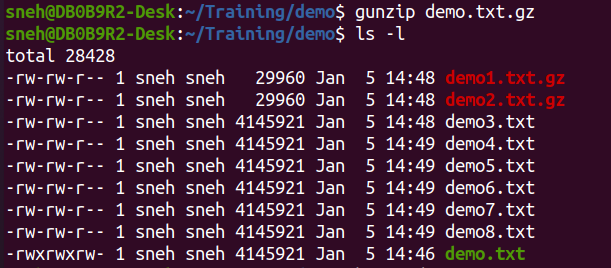 sneh@DB0B9R2-Desk:~/Training/demo$ gunzip demo.txt.gz
sneh@DB0B9R2-Desk:~/Training/demo$ ls -l
total 28428
-rw-rw-r-- 1 sneh sneh   29960 Jan  5 14:48 demo1.txt.gz
-rw-rw-r-- 1 sneh sneh   29960 Jan  5 14:48 demo2.txt.gz
-rw-rw-r-- 1 sneh sneh 4145921 Jan  5 14:48 demo3.txt
-rw-rw-r-- 1 sneh sneh 4145921 Jan  5 14:49 demo4.txt
-rw-rw-r-- 1 sneh sneh 4145921 Jan  5 14:49 demo5.txt
-rw-rw-r-- 1 sneh sneh 4145921 Jan  5 14:49 demo6.txt
-rw-rw-r-- 1 sneh sneh 4145921 Jan  5 14:49 demo7.txt
-rw-rw-r-- 1 sneh sneh 4145921 Jan  5 14:49 demo8.txt
-rwxrwxrw- 1 sneh sneh 4145921 Jan  5 14:46 demo.txt